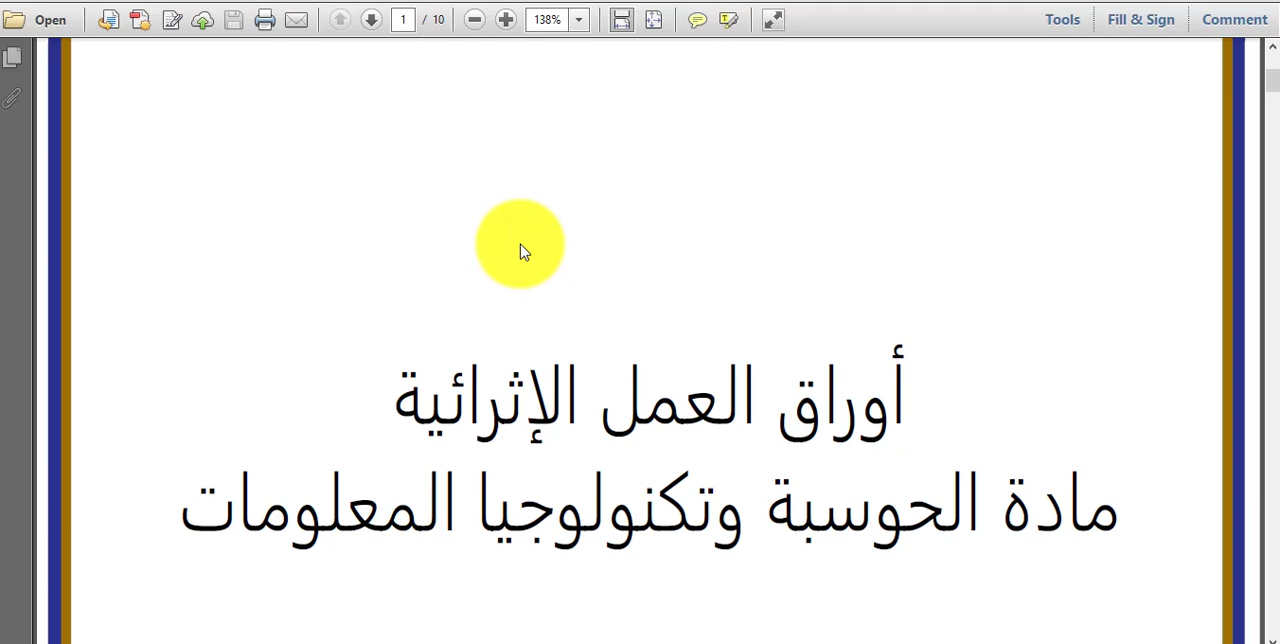 Open 1 / 10 138% Tools Fill & Sign Comment
أوراق العمل الإثرائية
مادة الحوسبة وتكنولوجيا المعلومات